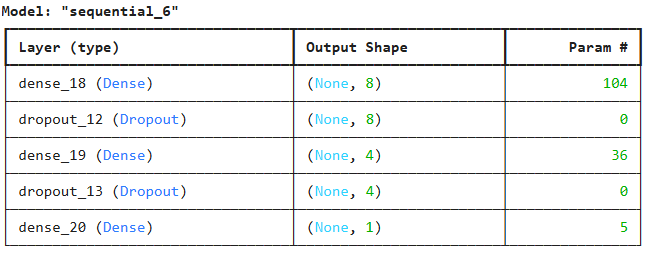 Model: "sequential_6"
Layer (type) Output Shape Param #
dense_18 (Dense) (None, 8) 104
dropout_12 (Dropout) (None, 8) 0
dense_19 (Dense) (None, 4) 36
dropout_13 (Dropout) (None, 4) 0
dense_20 (Dense) (None, 1) 5